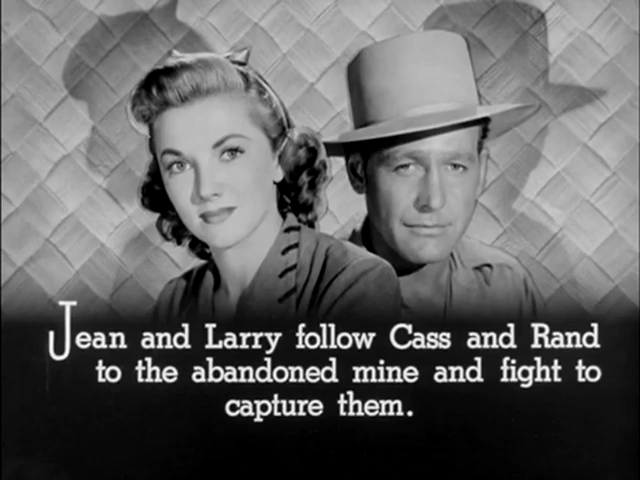 Jean and Larry follow Cass and Rand
to the abandoned mine and fight to
capture them.